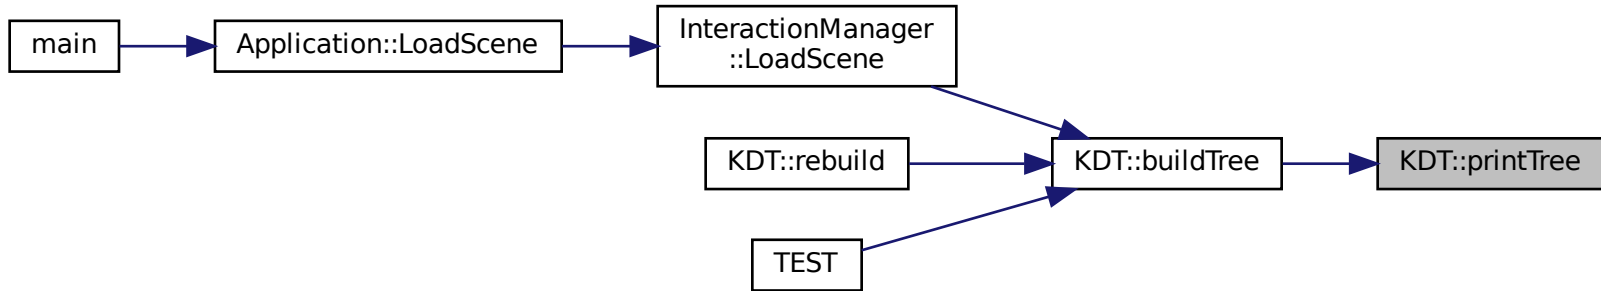 main
Application::LoadScene
InteractionManager
::LoadScene
KDT::rebuild
KDT::buildTree
KDT::printTree
TEST